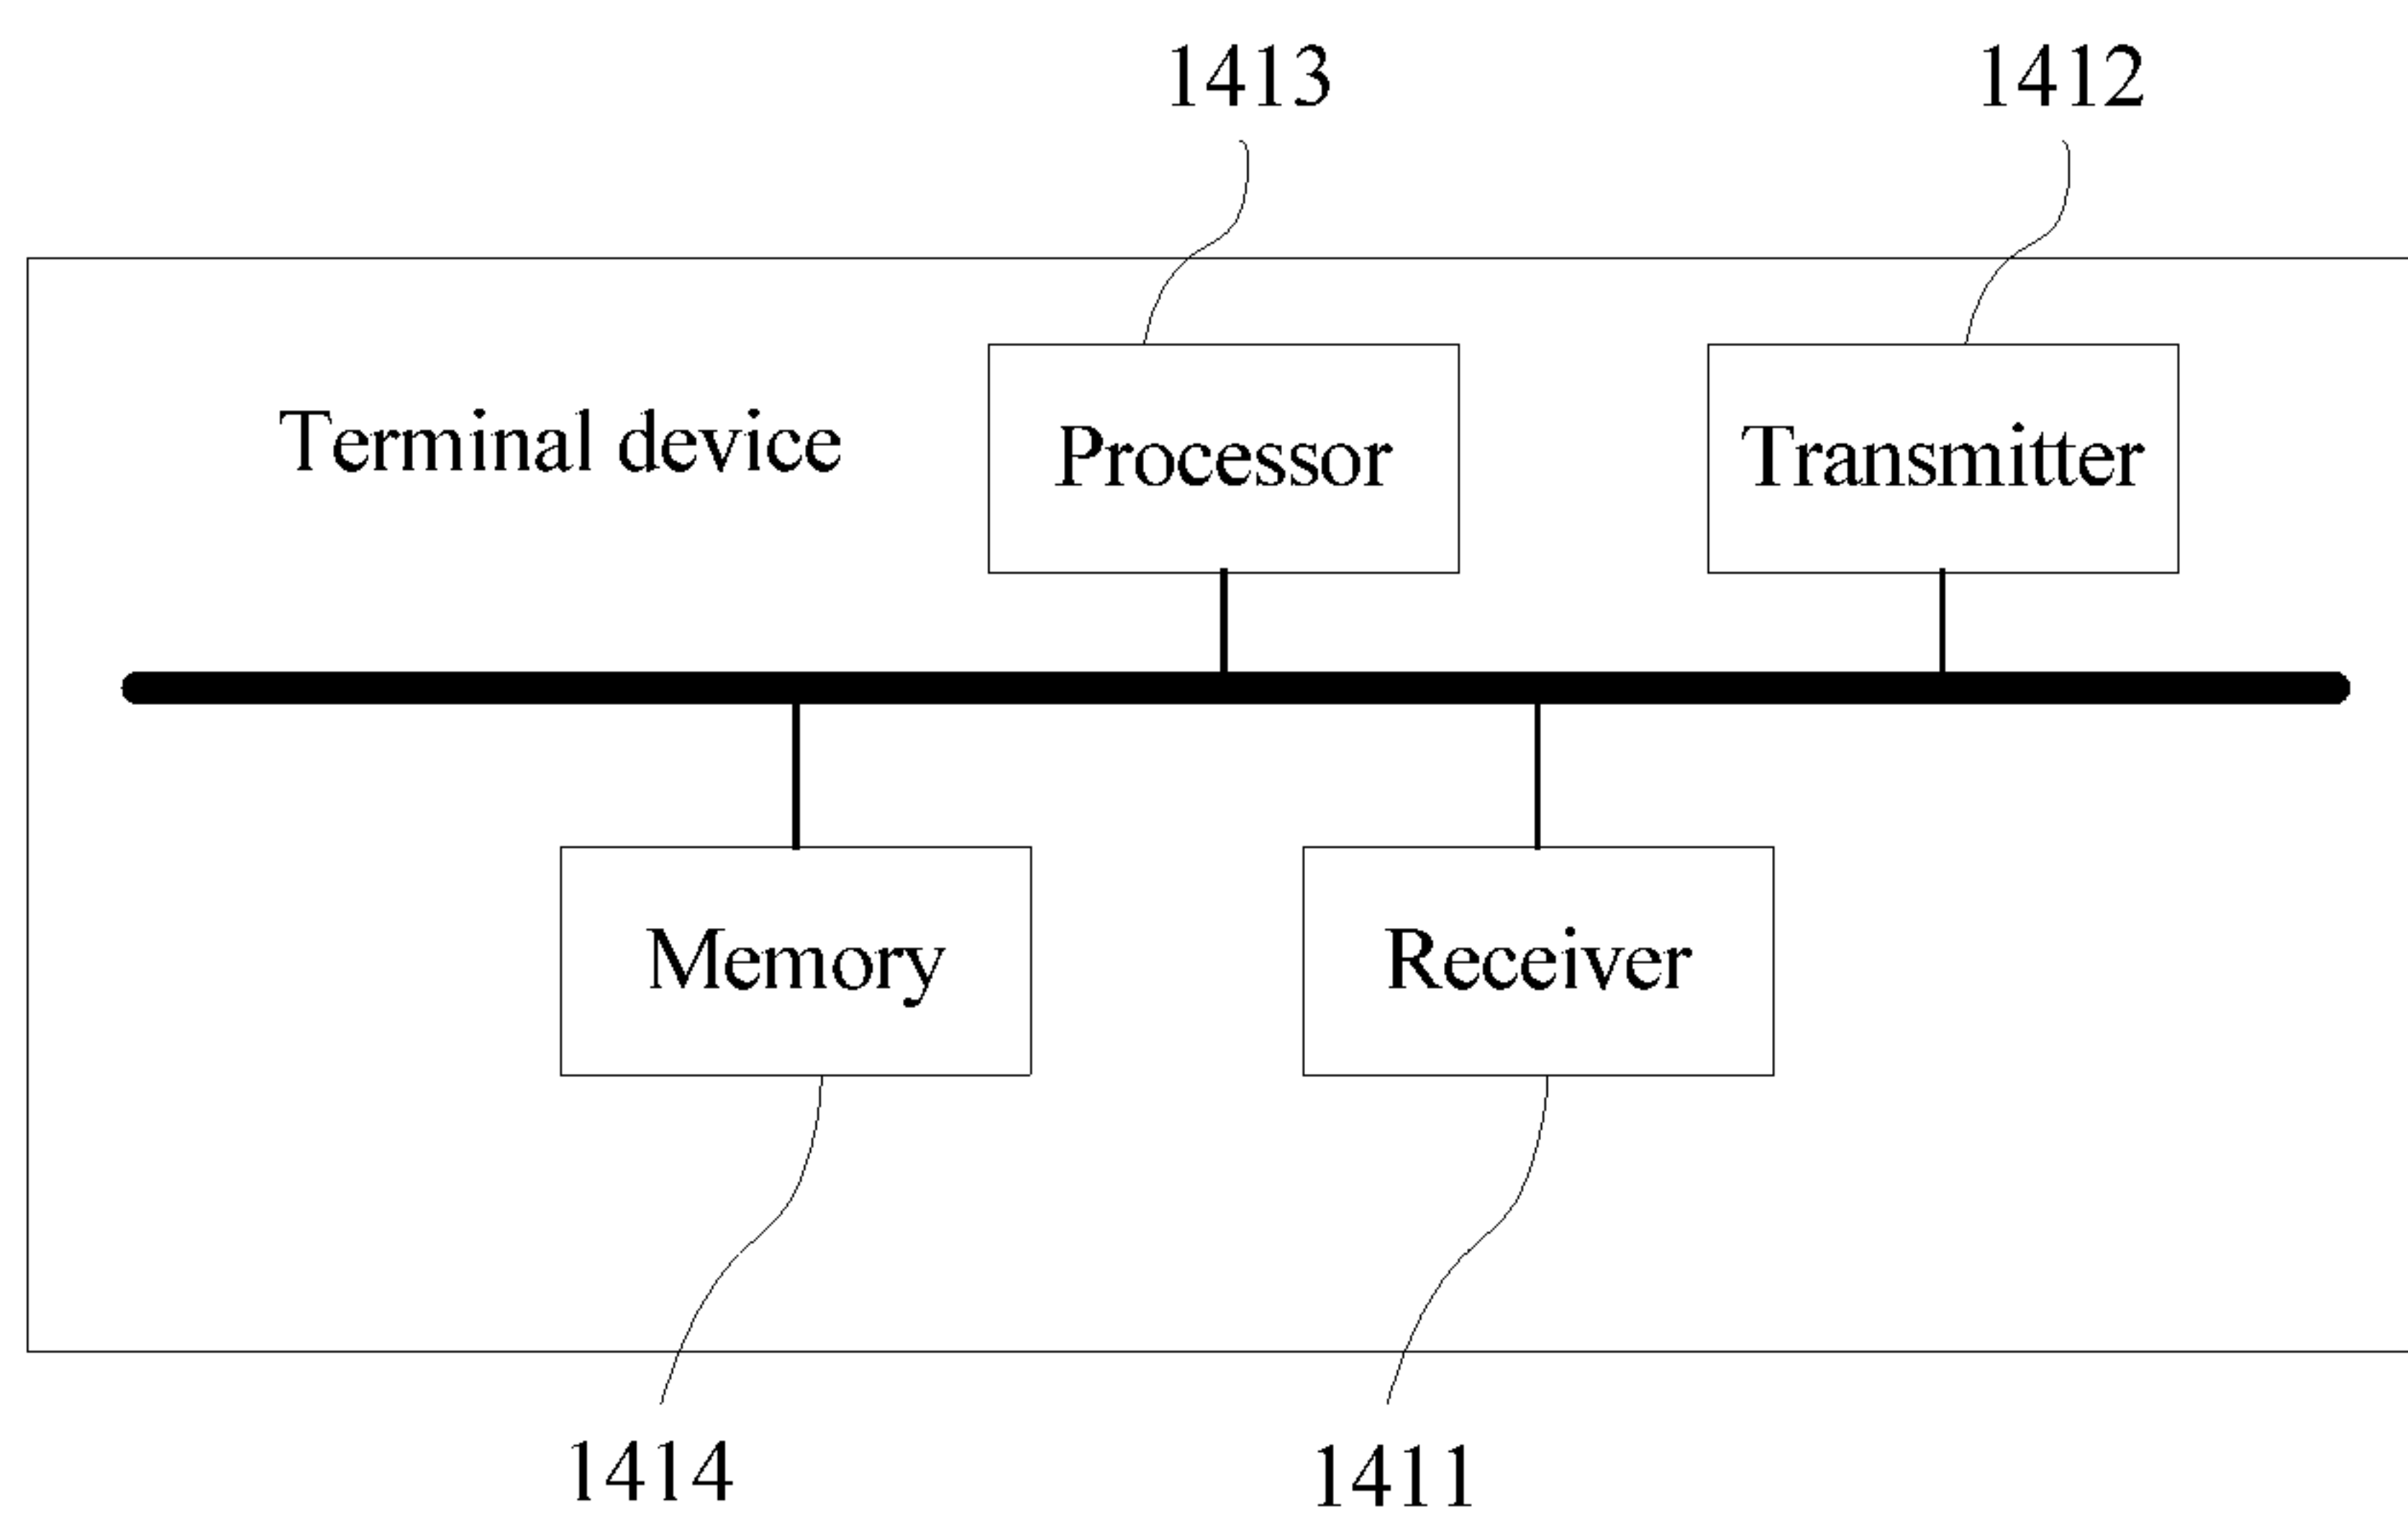 1413
1412
Terminal device
Processor
Transmitter
Memory
Receiver
1414
1411